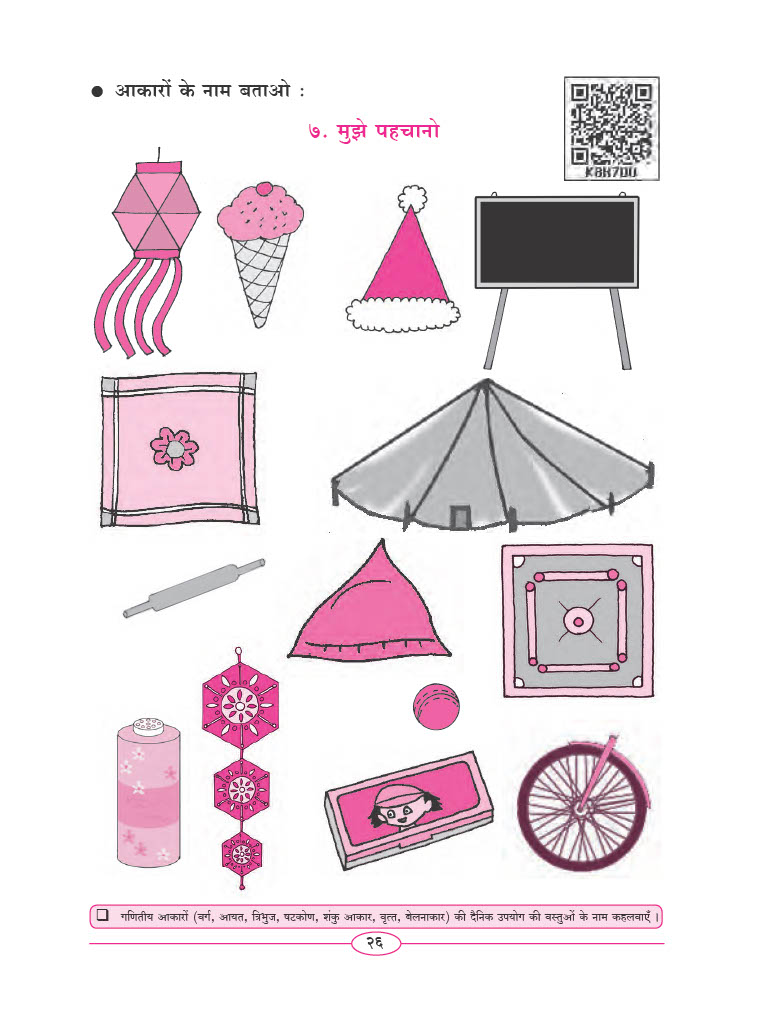 ● आकारों के नाम बताओ :
७. मुझे पहचानो
K8H7DU
❑ गणितीय आकारों (वर्ग, आयत, त्रिभुज, षटकोण, शंकु आकार, वृत्त, बेलनाकार) की दैनिक उपयोग की वस्तुओं के नाम कहलवाएँ ।
२६